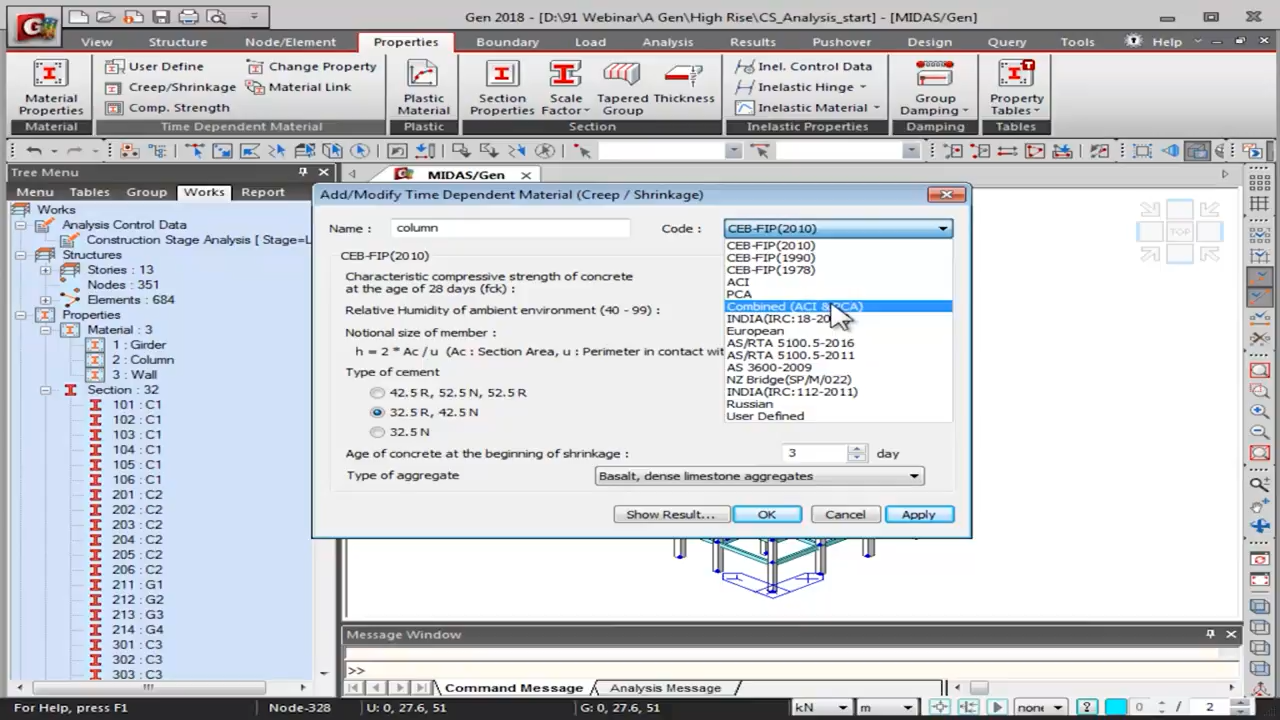 Gen 2018 - [D:\91 Webinar\A Gen\High Rise\CS_Analysis_start] - [MIDAS/Gen]
View Structure Node/Element Properties Boundary Load Analysis Results Pushover Design Query Tools Help
Material Properties
User Define
Creep/Shrinkage
Comp. Strength
Change Property
Material Link
Plastic Material
Section Properties
Scale Factor
Tapered Group
Thickness
Inel. Control Data
Inelastic Hinge
Inelastic Material
Group Damping
Property Tables
Material Time Dependent Material Plastic Section Inelastic Properties Damping Tables
Tree Menu
Menu Tables Group Works Report
Works
Analysis Control Data
Construction Stage Analysis [ Stage=L
Structures
Stories : 13
Nodes : 351
Elements : 684
Properties
Material : 3
1 : Girder
2 : Column
3 : Wall
Section : 32
101 : C1
102 : C1
103 : C1
104 : C1
105 : C1
106 : C1
201 : C2
202 : C2
203 : C2
204 : C2
205 : C2
206 : C2
211 : G1
212 : G2
213 : G3
214 : G4
301 : C3
302 : C3
303 : C3
MIDAS/Gen
Add/Modify Time Dependent Material (Creep / Shrinkage)
Name : column Code : CEB-FIP(2010)
CEB-FIP(2010)
CEB-FIP(1990)
CEB-FIP(1978)
ACI
PCA
Combined (ACI & PCA)
INDIA(IRC:18-20
European
AS/RTA 5100.5-2016
AS/RTA 5100.5-2011
AS 3600-2009
NZ Bridge(SP/M/022)
INDIA(IRC:112-2011)
Russian
User Defined
CEB-FIP(2010)
Characteristic compressive strength of concrete
at the age of 28 days (fck) :
Relative Humidity of ambient environment (40 - 99) :
Notional size of member :
h = 2 * Ac / u (Ac : Section Area, u : Perimeter in contact wit
Type of cement
42.5 R, 52.5 N, 52.5 R
32.5 R, 42.5 N
32.5 N
Age of concrete at the beginning of shrinkage : 3 day
Type of aggregate Basalt, dense limestone aggregates
Show Result... OK Cancel Apply
Message Window
>>
Command Message Analysis Message
For Help, press F1 Node-328 U: 0, 27.6, 51 G: 0, 27.6, 51 kN m none ? 0 / 2